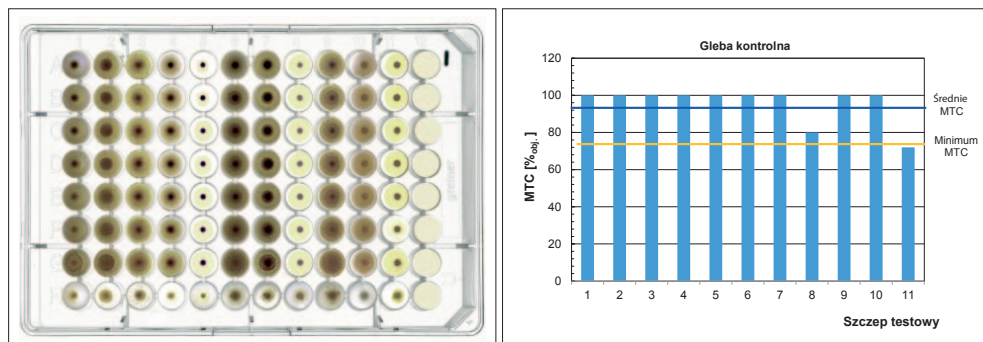 Gleba kontrolna
MTC [%obj.]
120
100
80
60
40
20
0
1 2 3 4 5 6 7 8 9 10 11
Średnie
MTC
Minimum
MTC
Szczep testowy
greiner